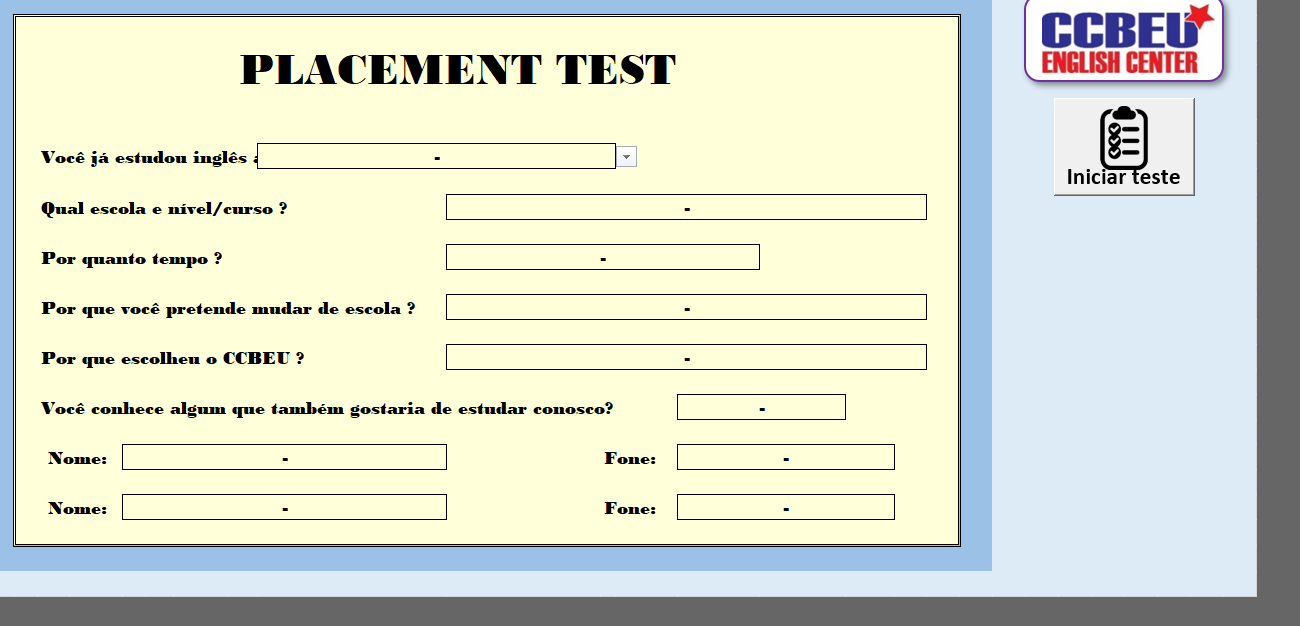 PLACEMENT TEST
Você já estudou inglês -
Qual escola e nível/curso ? -
Por quanto tempo ? -
Por que você pretende mudar de escola ? -
Por que escolheu o CCBEU ? -
Você conhece algum que também gostaria de estudar conosco? -
Nome: - Fone: -
Nome: - Fone: -
CCBEU
ENGLISH CENTER
Iniciar teste